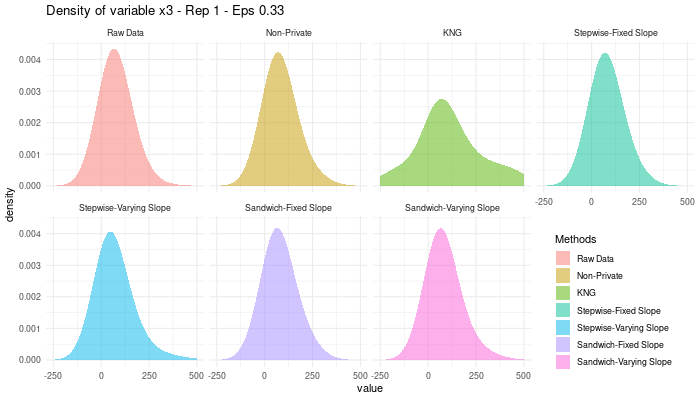 Density of variable x3 - Rep 1 - Eps 0.33
Raw Data
Non-Private
KNG
Stepwise-Fixed Slope
0.004
0.003
0.002
0.001
0.000
-250 0 250 500
density
Stepwise-Varying Slope
Sandwich-Fixed Slope
Sandwich-Varying Slope
0.004
0.003
0.002
0.001
0.000
-250 0 250 500
-250 0 250 500
-250 0 250 500
value
Methods
Raw Data
Non-Private
KNG
Stepwise-Fixed Slope
Stepwise-Varying Slope
Sandwich-Fixed Slope
Sandwich-Varying Slope